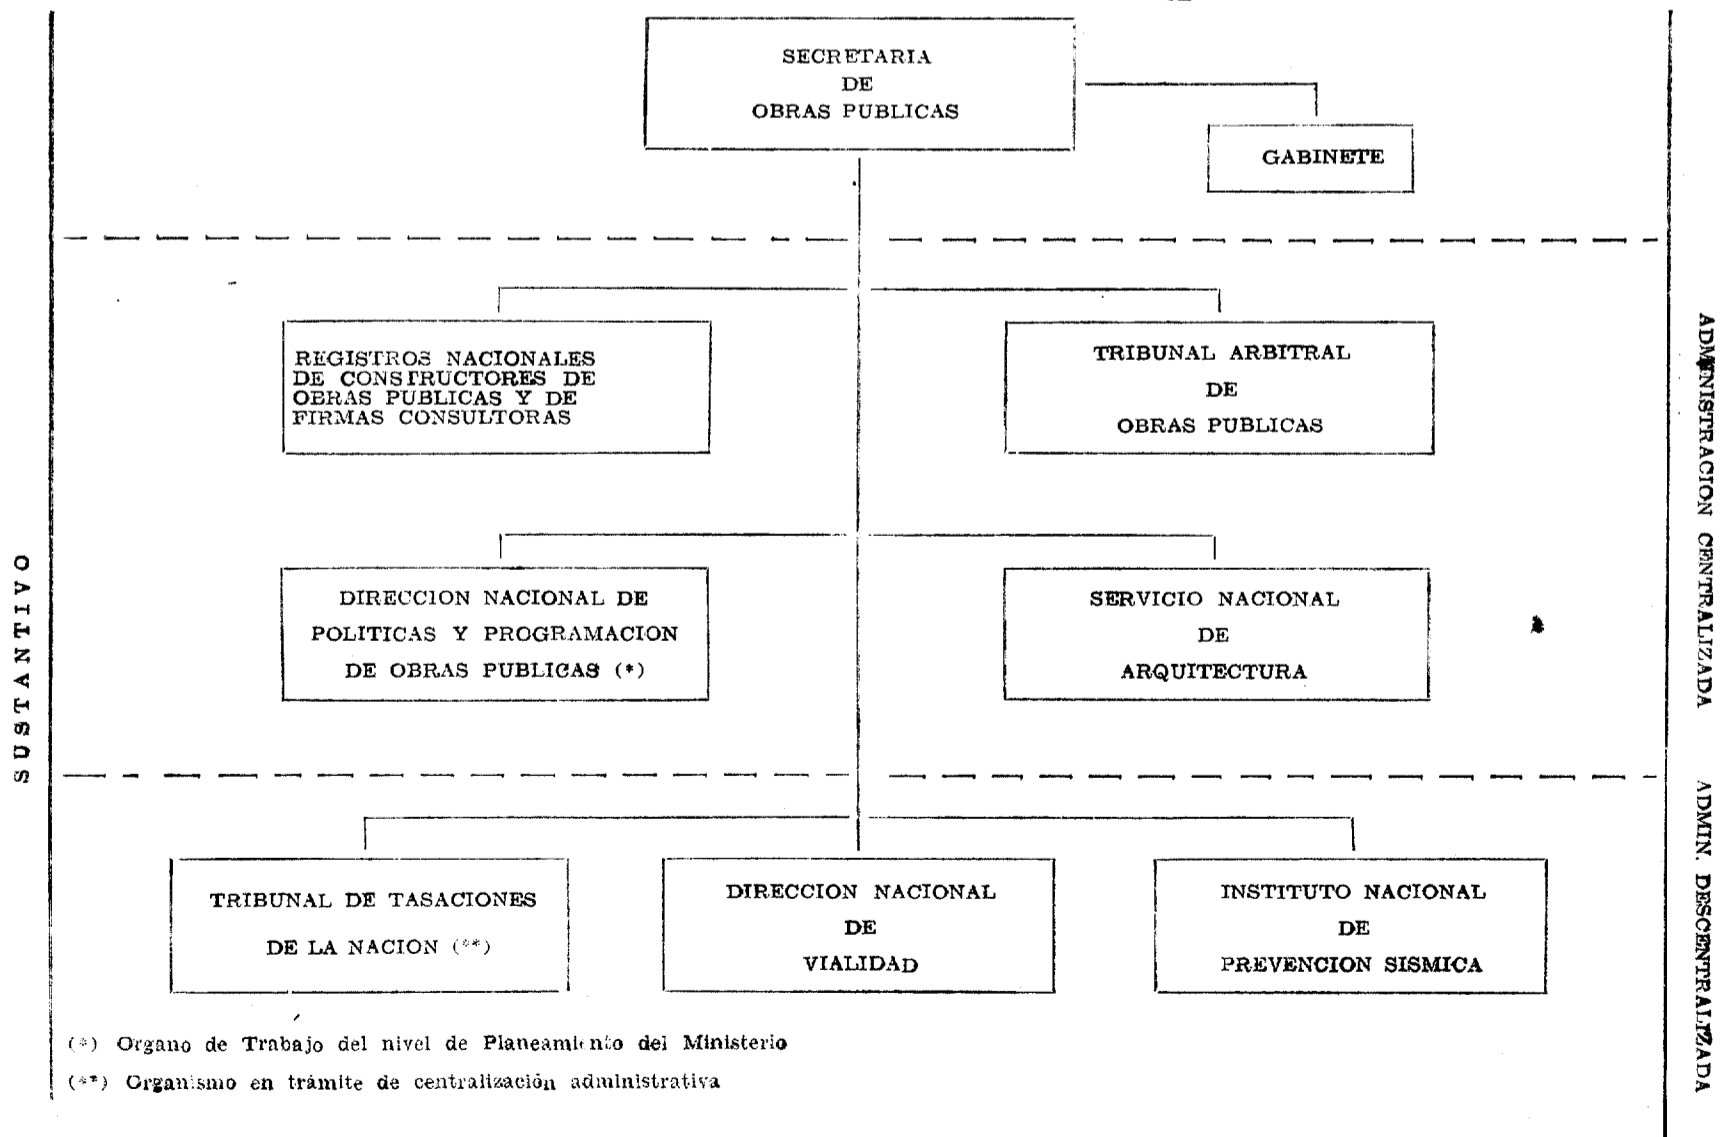 SECRETARIA
DE
OBRAS PUBLICAS
GABINETE
REGISTROS NACIONALES
DE CONSTRUCTORES DE
OBRAS PUBLICAS Y DE
FIRMAS CONSULTORAS
TRIBUNAL ARBITRAL
DE
OBRAS PUBLICAS
DIRECCION NACIONAL DE
POLITICAS Y PROGRAMACION
DE OBRAS PUBLICAS (*)
SERVICIO NACIONAL
DE
ARQUITECTURA
TRIBUNAL DE TASACIONES
DE LA NACION (**)
DIRECCION NACIONAL
DE
VIALIDAD
INSTITUTO NACIONAL
DE
PREVENCION SISMICA
(*) Organo de Trabajo del nivel de Planeamiento del Ministerio
(**) Organismo en trámite de centralización administrativa
SUSTANTIVO
ADMINISTRACION CENTRALIZADA
ADMIN. DESCENTRALIZADA